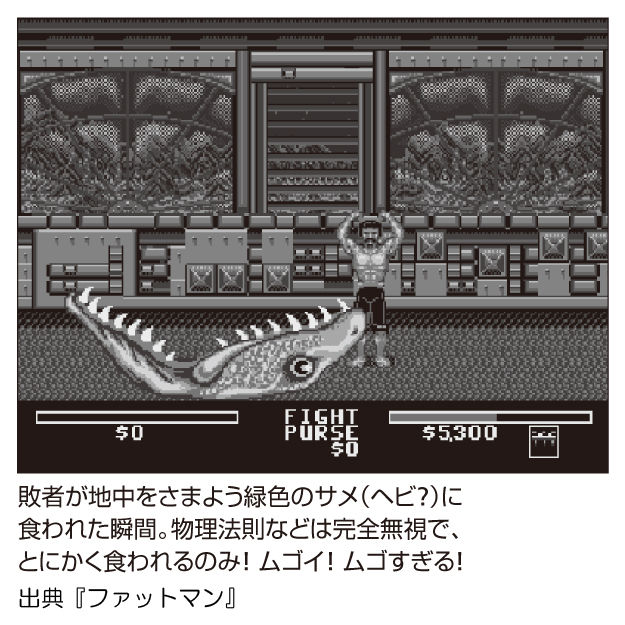 FIGHT
PURSE
$0
$0
$5,300
敗者が地中をさまよう緑色のサメ(ヘビ?)に
食われた瞬間。物理法則などは完全無視で、
とにかく食われるのみ! ムゴイ! ムゴすぎる!
出典『ファットマン』